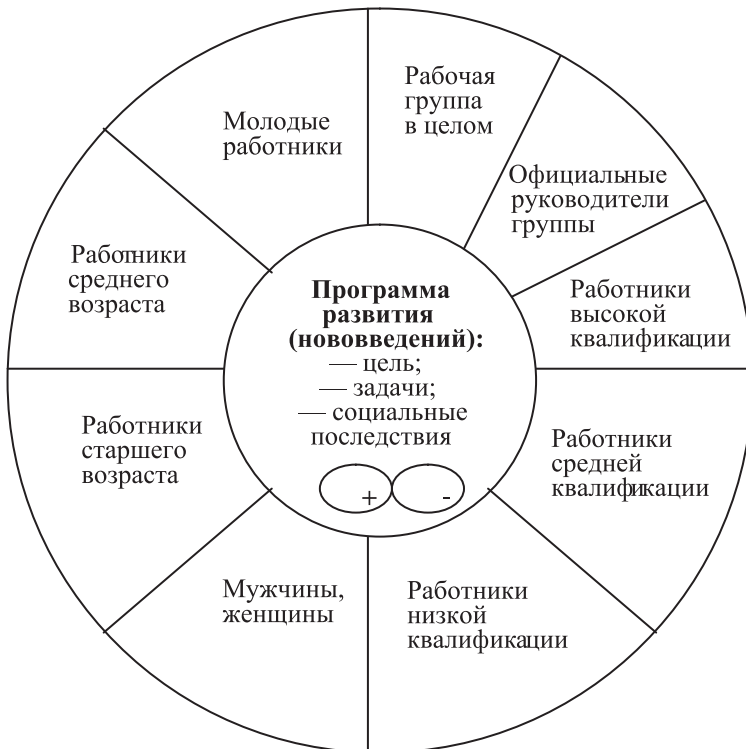 Рабочая
группа
в целом
Официальные
руководители
группы
Работники
высокой
квалификации
Работники
средней
квалификации
Работники
низкой
квалификации
Мужчины,
женщины
Работники
старшего
возраста
Работники
среднего
возраста
Молодые
работники
Программа
развития
(нововведений):
— цель;
— задачи;
— социальные
последствия
+ -